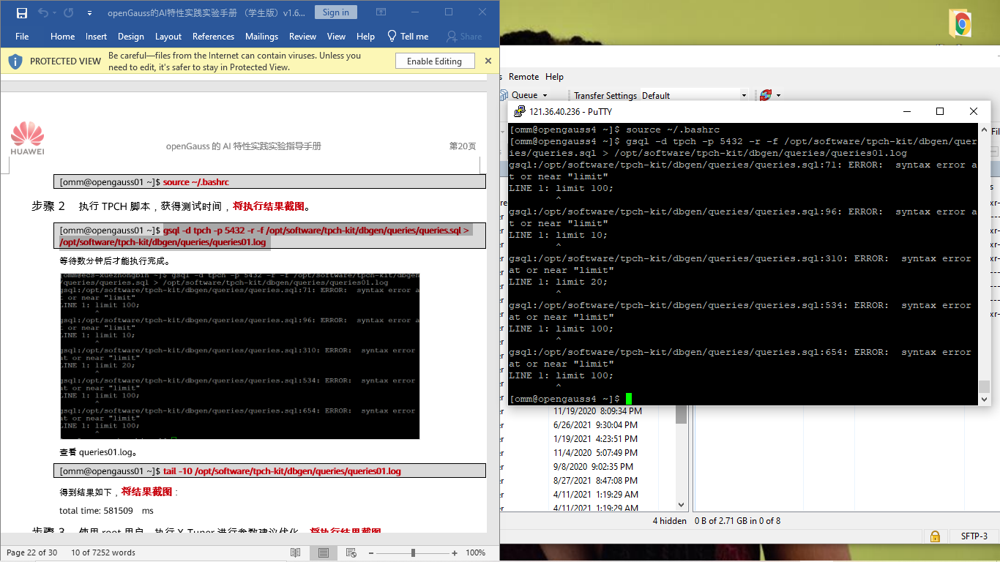 openGauss的AI特性实践实验手册 （学生版）v1.6...
Sign in
File Home Insert Design Layout References Mailings Review View Help Tell me Share
PROTECTED VIEW
Be careful—files from the Internet can contain viruses. Unless you
need to edit, it's safer to stay in Protected View.
Enable Editing
HUAWEI
openGauss 的 AI 特性实践实验指导手册
第20页
[omm@opengauss01 ~]$ source ~/.bashrc
步骤 2 执行 TPCH 脚本，获得测试时间，将执行结果截图。
[omm@opengauss01 ~]$ gsql -d tpch -p 5432 -r -f /opt/software/tpch-kit/dbgen/queries/queries.sql >
/opt/software/tpch-kit/dbgen/queries/queries01.log
等待数分钟后才能执行完成。
[omm@ecs-xuezhongbin ~]$ gsql -d tpch -p 5432 -r -f /opt/software/tpch-kit/dbgen
/queries/queries.sql > /opt/software/tpch-kit/dbgen/queries/queries01.log
gsql:/opt/software/tpch-kit/dbgen/queries/queries.sql:71: ERROR:  syntax error a
t or near "limit"
LINE 1: limit 100;
^
gsql:/opt/software/tpch-kit/dbgen/queries/queries.sql:96: ERROR:  syntax error a
t or near "limit"
LINE 1: limit 10;
^
gsql:/opt/software/tpch-kit/dbgen/queries/queries.sql:310: ERROR:  syntax error
at or near "limit"
LINE 1: limit 20;
^
gsql:/opt/software/tpch-kit/dbgen/queries/queries.sql:534: ERROR:  syntax error
at or near "limit"
LINE 1: limit 100;
^
gsql:/opt/software/tpch-kit/dbgen/queries/queries.sql:654: ERROR:  syntax error
at or near "limit"
LINE 1: limit 100;
^
查看 queries01.log。
[omm@opengauss01 ~]$ tail -10 /opt/software/tpch-kit/dbgen/queries/queries01.log
得到结果如下，将结果截图：
total time: 581509 ms
步骤 3 使用 root 用户，执行 X-Tuner 进行参数建议优化，将执行结果截图
Page 22 of 30 10 of 7252 words
100%
s Remote Help
Queue
Transfer Settings Default
121.36.40.236 - PuTTY
[omm@opengauss4 ~]$ source ~/.bashrc
[omm@opengauss4 ~]$ gsql -d tpch -p 5432 -r -f /opt/software/tpch-kit/dbgen/quer
ies/queries.sql > /opt/software/tpch-kit/dbgen/queries/queries01.log
gsql:/opt/software/tpch-kit/dbgen/queries/queries.sql:71: ERROR:  syntax error a
t or near "limit"
LINE 1: limit 100;
^
gsql:/opt/software/tpch-kit/dbgen/queries/queries.sql:96: ERROR:  syntax error a
t or near "limit"
LINE 1: limit 10;
^
gsql:/opt/software/tpch-kit/dbgen/queries/queries.sql:310: ERROR:  syntax error
at or near "limit"
LINE 1: limit 20;
^
gsql:/opt/software/tpch-kit/dbgen/queries/queries.sql:534: ERROR:  syntax error
at or near "limit"
LINE 1: limit 100;
^
gsql:/opt/software/tpch-kit/dbgen/queries/queries.sql:654: ERROR:  syntax error
at or near "limit"
LINE 1: limit 100;
^
[omm@opengauss4 ~]$
er 11/19/2020 8:09:34 PM
er 6/26/2021 9:30:04 PM
er 1/19/2021 4:23:51 PM
er 11/4/2020 5:07:49 PM
er 9/8/2020 9:02:35 PM
er 8/27/2021 8:47:08 PM
er 4/11/2021 1:19:29 AM
er 4/11/2021 1:19:29 AM
4 hidden 0 B of 2.71 GB in 0 of 8
SFTP-3